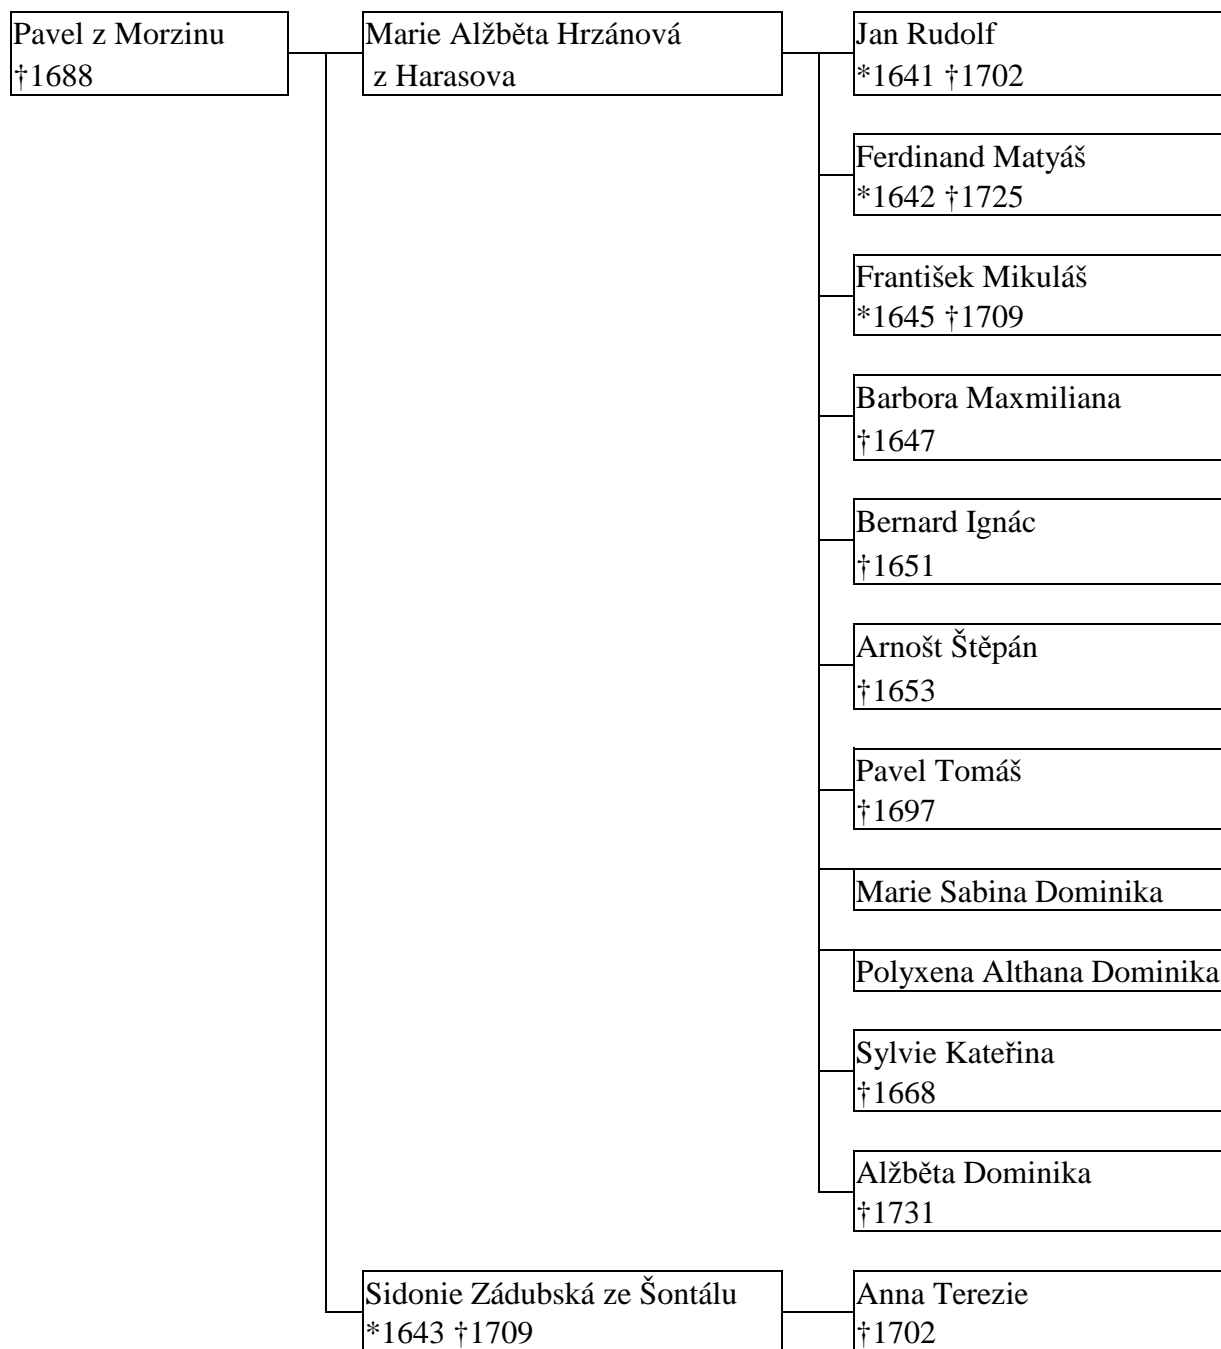 Pavel z Morzinu
†1688
Marie Alžběta Hrzánová
z Harasova
Jan Rudolf
*1641 †1702
Ferdinand Matyáš
*1642 †1725
František Mikuláš
*1645 †1709
Barbora Maxmiliana
†1647
Bernard Ignác
†1651
Arnošt Štěpán
†1653
Pavel Tomáš
†1697
Marie Sabina Dominika
Polyxena Althana Dominika
Sylvie Kateřina
†1668
Alžběta Dominika
†1731
Sidonie Zádubská ze Šontálu
*1643 †1709
Anna Terezie
†1702